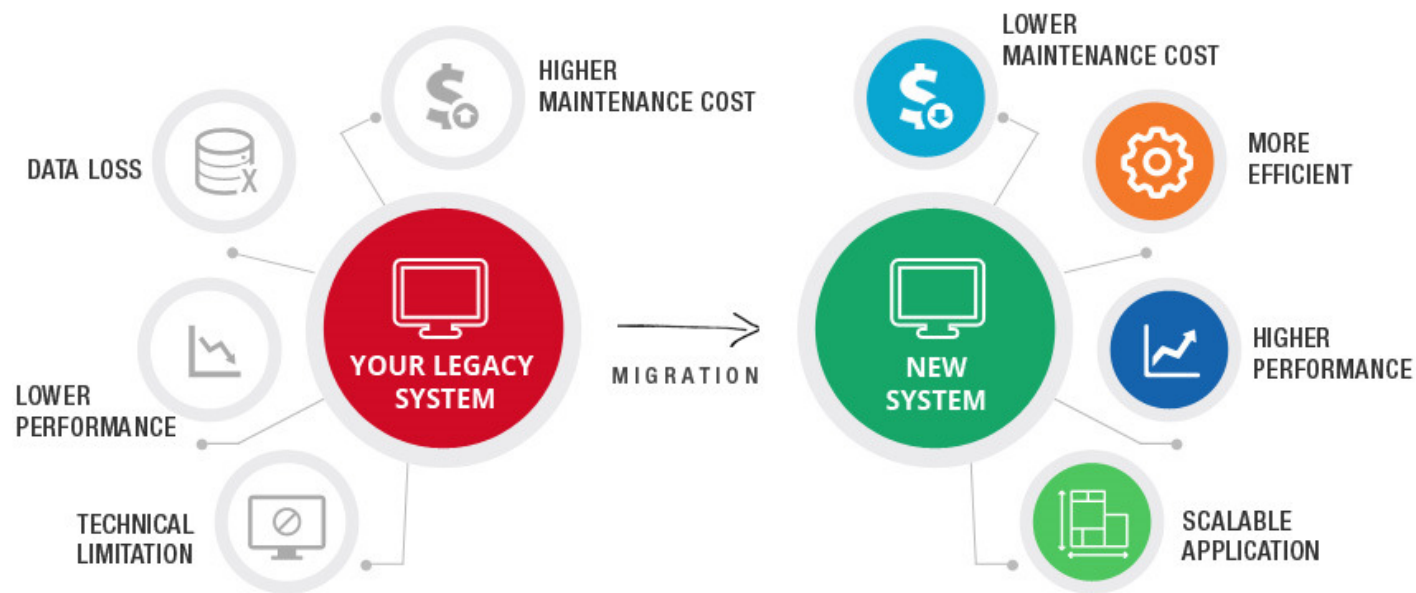 HIGHER
MAINTENANCE COST
DATA LOSS
X
LOWER
PERFORMANCE
TECHNICAL
LIMITATION
YOUR LEGACY
SYSTEM
MIGRATION
LOWER
MAINTENANCE COST
MORE
EFFICIENT
HIGHER
PERFORMANCE
SCALABLE
APPLICATION
NEW
SYSTEM
$
$